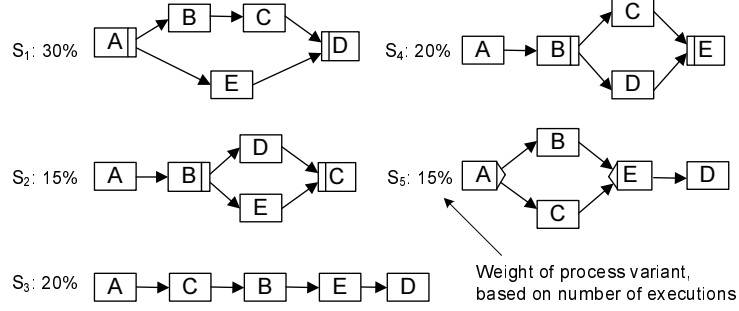 S1: 30%
A
B
C
E
D
S4: 20%
A
B
C
D
E
S2: 15%
A
B
D
E
C
S5: 15%
A
B
C
E
D
S3: 20%
A
C
B
E
D
Weight of process variant,
based on number of executions